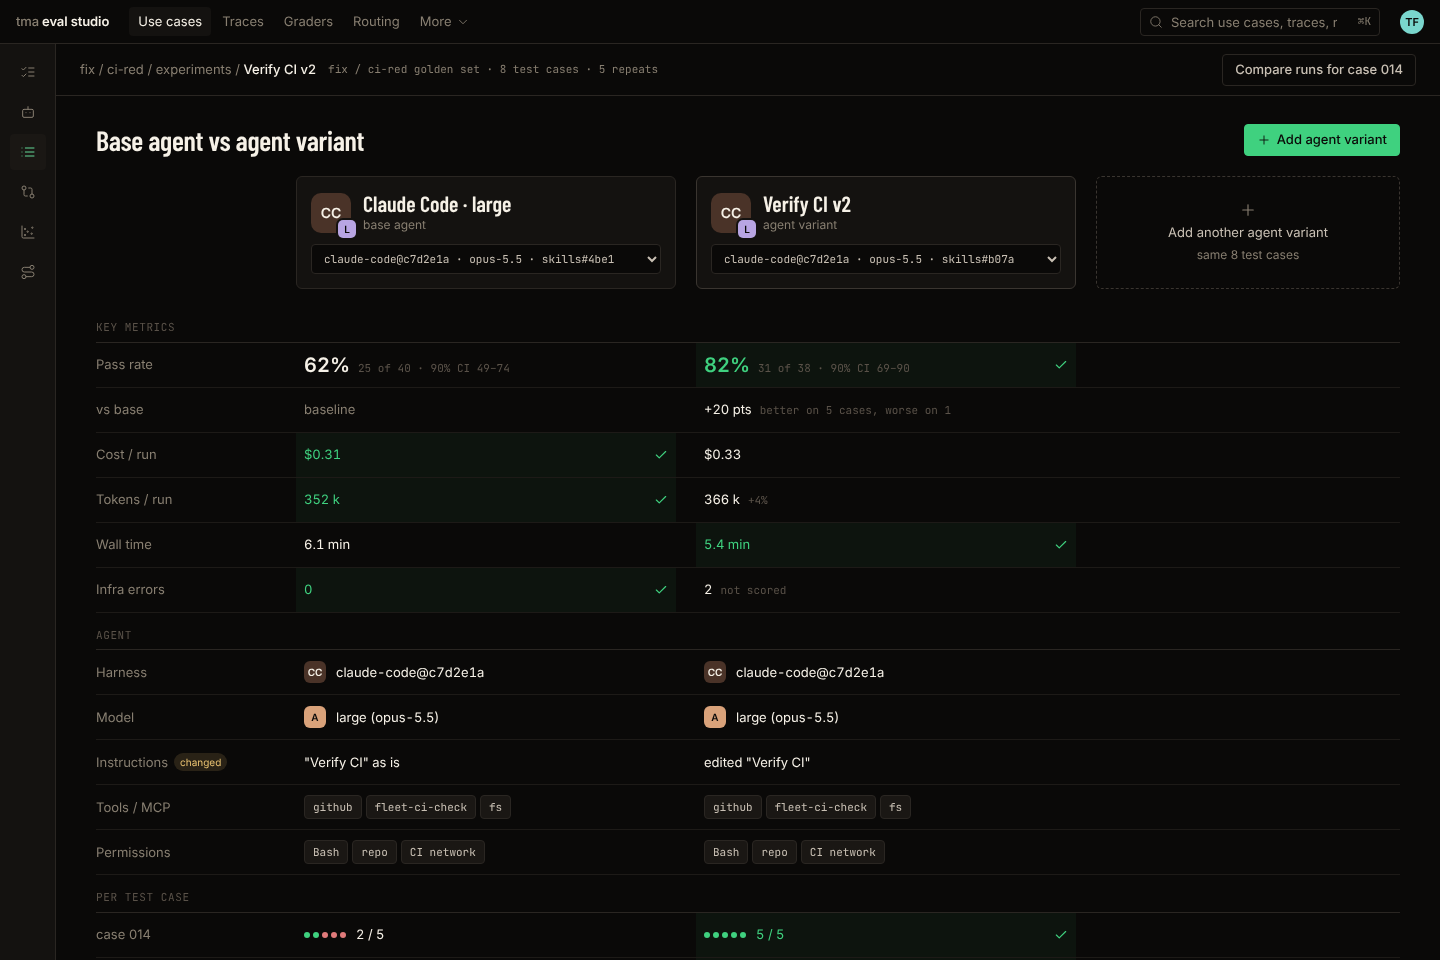 tma eval studio
Use cases
Traces
Graders
Routing
More
Search use cases, traces, r
⌘K
TF
fix / ci-red / experiments / Verify CI v2
fix / ci-red golden set · 8 test cases · 5 repeats
Compare runs for case 014
Base agent vs agent variant
Add agent variant
CC
L
Claude Code · large
base agent
claude-code@c7d2e1a · opus-5.5 · skills#4be1
CC
L
Verify CI v2
agent variant
claude-code@c7d2e1a · opus-5.5 · skills#b07a
Add another agent variant
same 8 test cases
KEY METRICS
Pass rate
62% 25 of 40 · 90% CI 49–74
82% 31 of 38 · 90% CI 69–90
vs base
baseline
+20 pts better on 5 cases, worse on 1
Cost / run
$0.31
$0.33
Tokens / run
352 k
366 k +4%
Wall time
6.1 min
5.4 min
Infra errors
0
2 not scored
AGENT
Harness
CC claude-code@c7d2e1a
CC claude-code@c7d2e1a
Model
A large (opus-5.5)
A large (opus-5.5)
Instructions changed
"Verify CI" as is
edited "Verify CI"
Tools / MCP
github fleet-ci-check fs
github fleet-ci-check fs
Permissions
Bash repo CI network
Bash repo CI network
PER TEST CASE
case 014
2 / 5
5 / 5